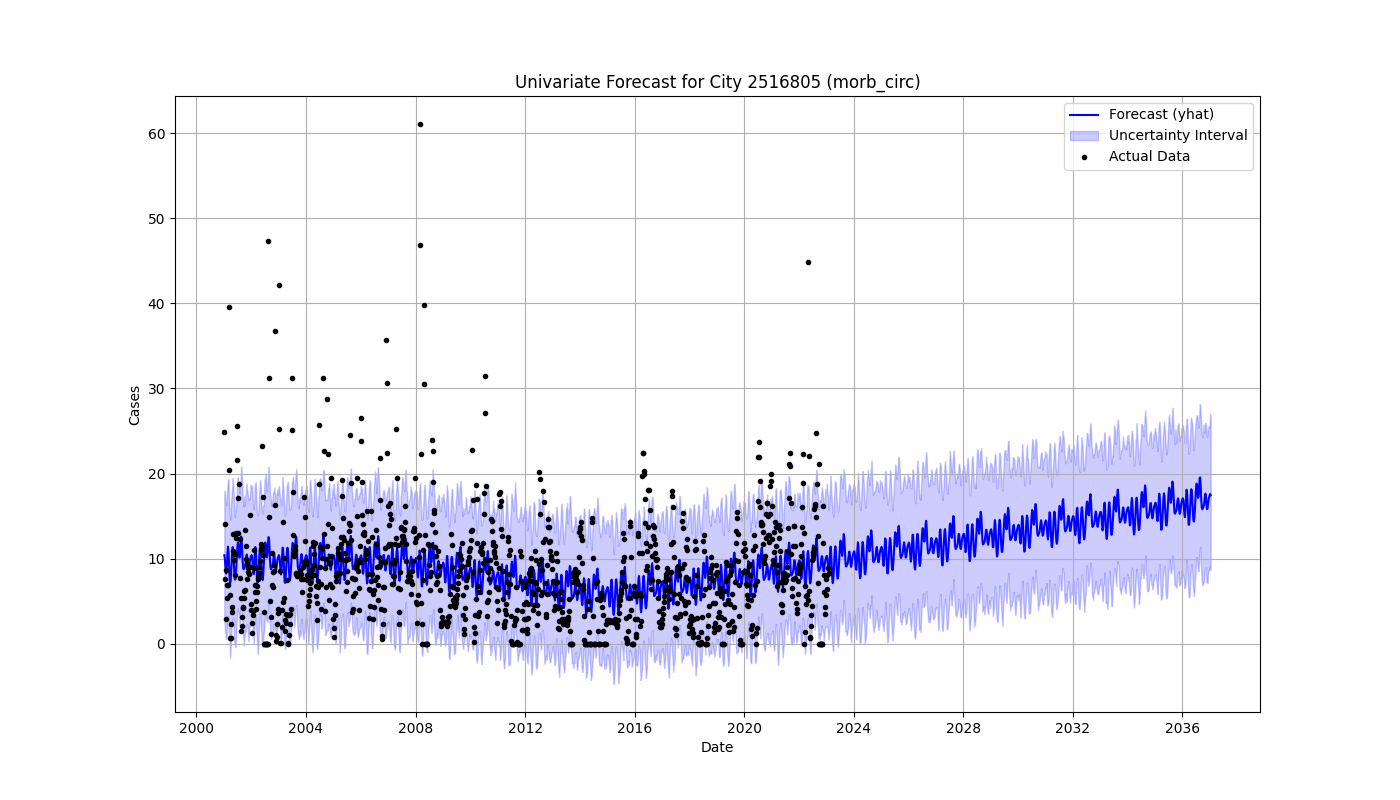 Univariate Forecast for City 2516805 (morb_circ)
Forecast (yhat)
Uncertainty Interval
Actual Data
Cases
60
50
40
30
20
10
0
2000 2004 2008 2012 2016 2020 2024 2028 2032 2036
Date